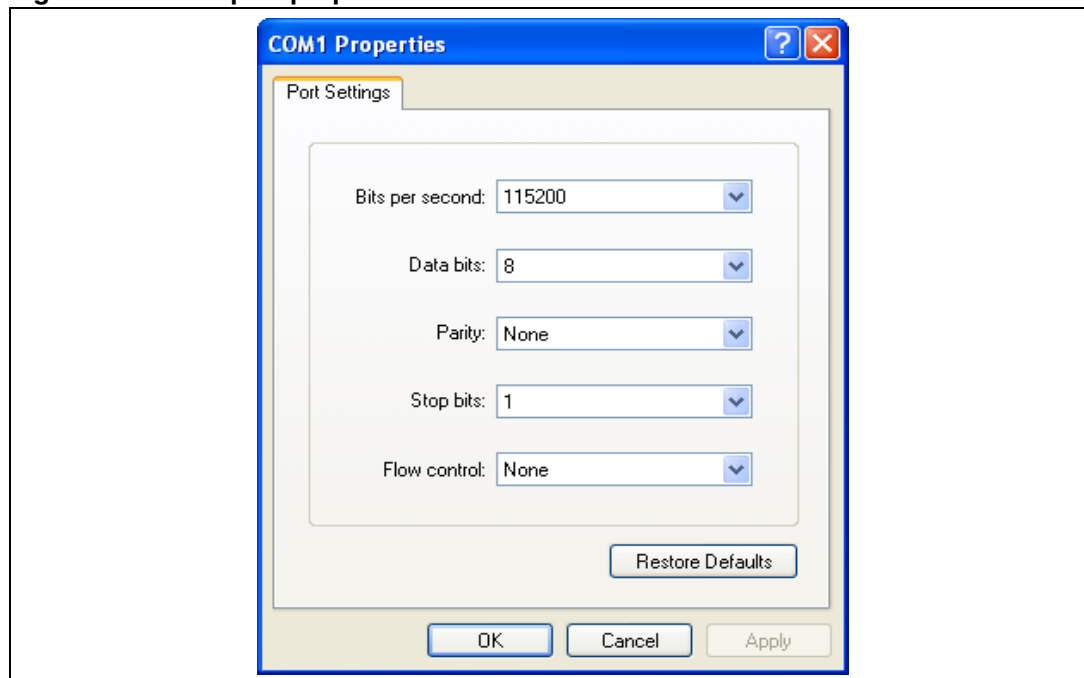 COM1 Properties
Port Settings
Bits per second: 115200
Data bits: 8
Parity: None
Stop bits: 1
Flow control: None
Restore Defaults
OK Cancel Apply